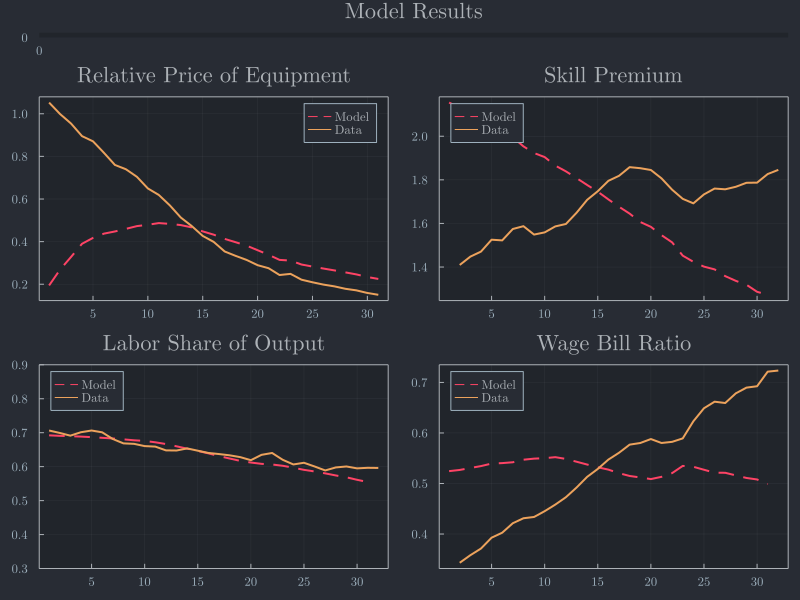 Model Results
0
0
Relative Price of Equipment
Skill Premium
1.0
0.8
0.6
0.4
0.2
Model
Data
5 10 15 20 25 30
2.0
1.8
1.6
1.4
Model
Data
5 10 15 20 25 30
Labor Share of Output
Wage Bill Ratio
0.9
0.8
0.7
0.6
0.5
0.4
0.3
Model
Data
5 10 15 20 25 30
0.7
0.6
0.5
0.4
Model
Data
5 10 15 20 25 30